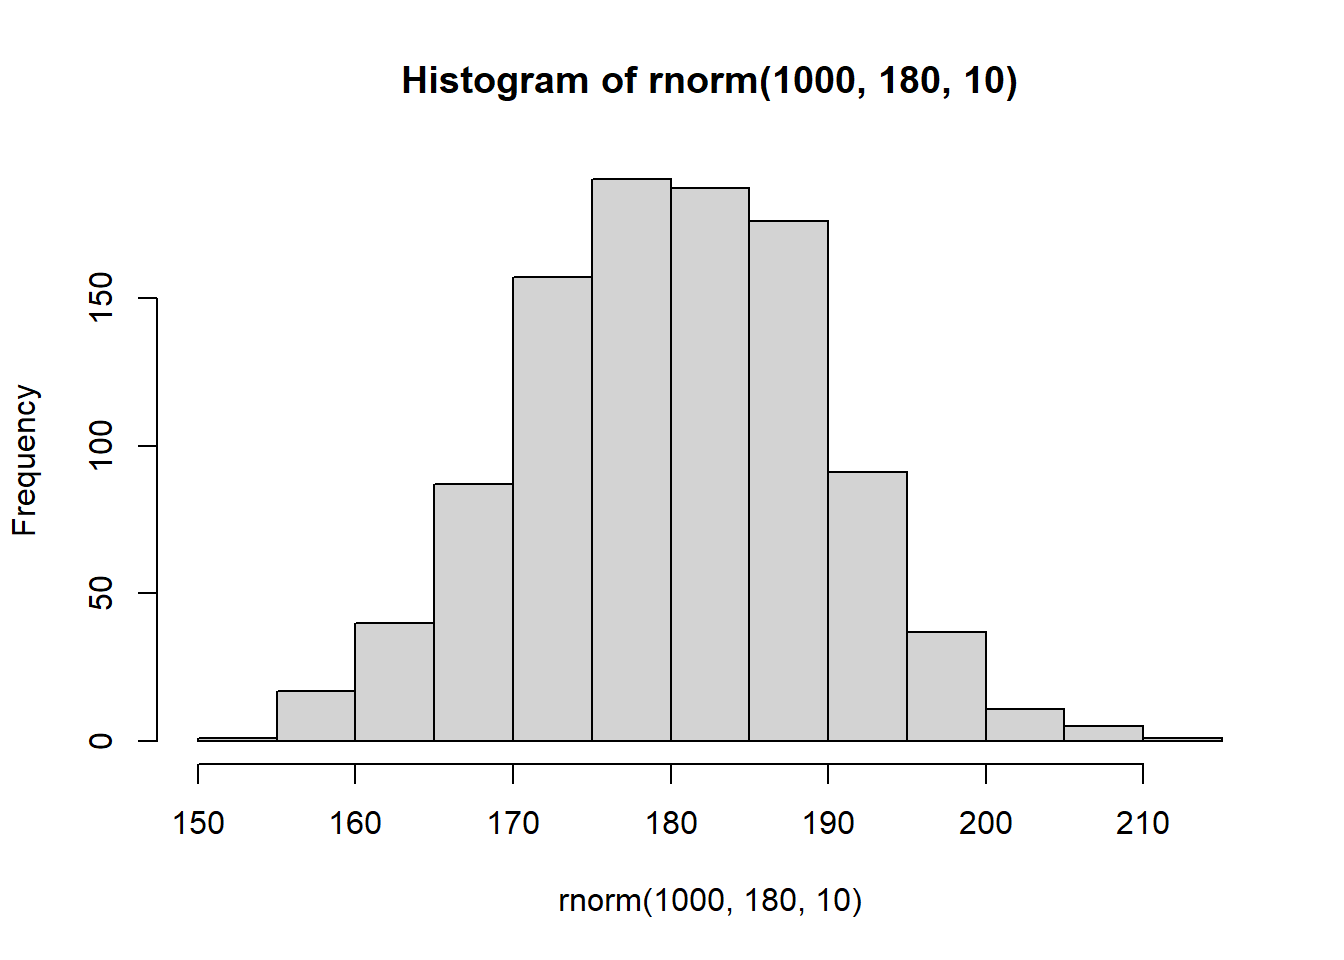 Histogram of rnorm(1000, 180, 10)
Frequency
150
100
50
0
150 160 170 180 190 200 210
rnorm(1000, 180, 10)